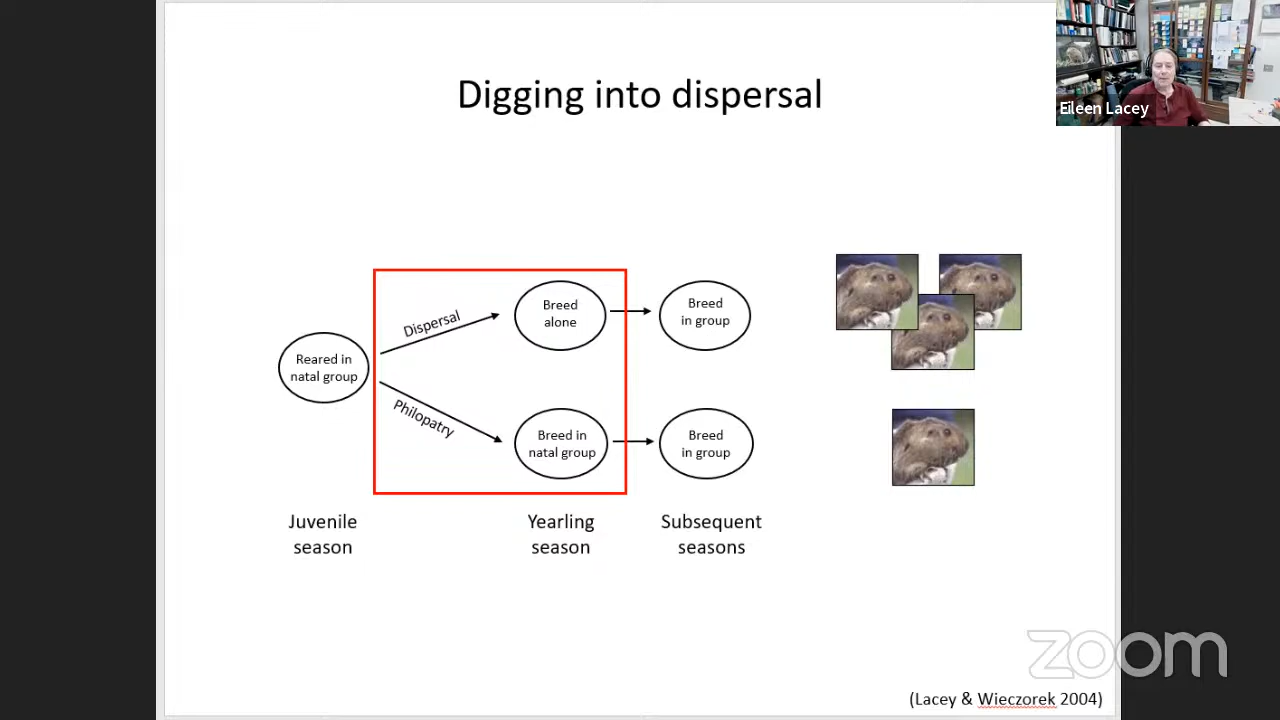 Digging into dispersal
Eileen Lacey
Dispersal
Breed
alone
Breed
in group
Reared in
natal group
Philopatry
Breed in
natal group
Breed
in group
Juvenile
season
Yearling
season
Subsequent
seasons
zoom
(Lacey & Wieczorek 2004)